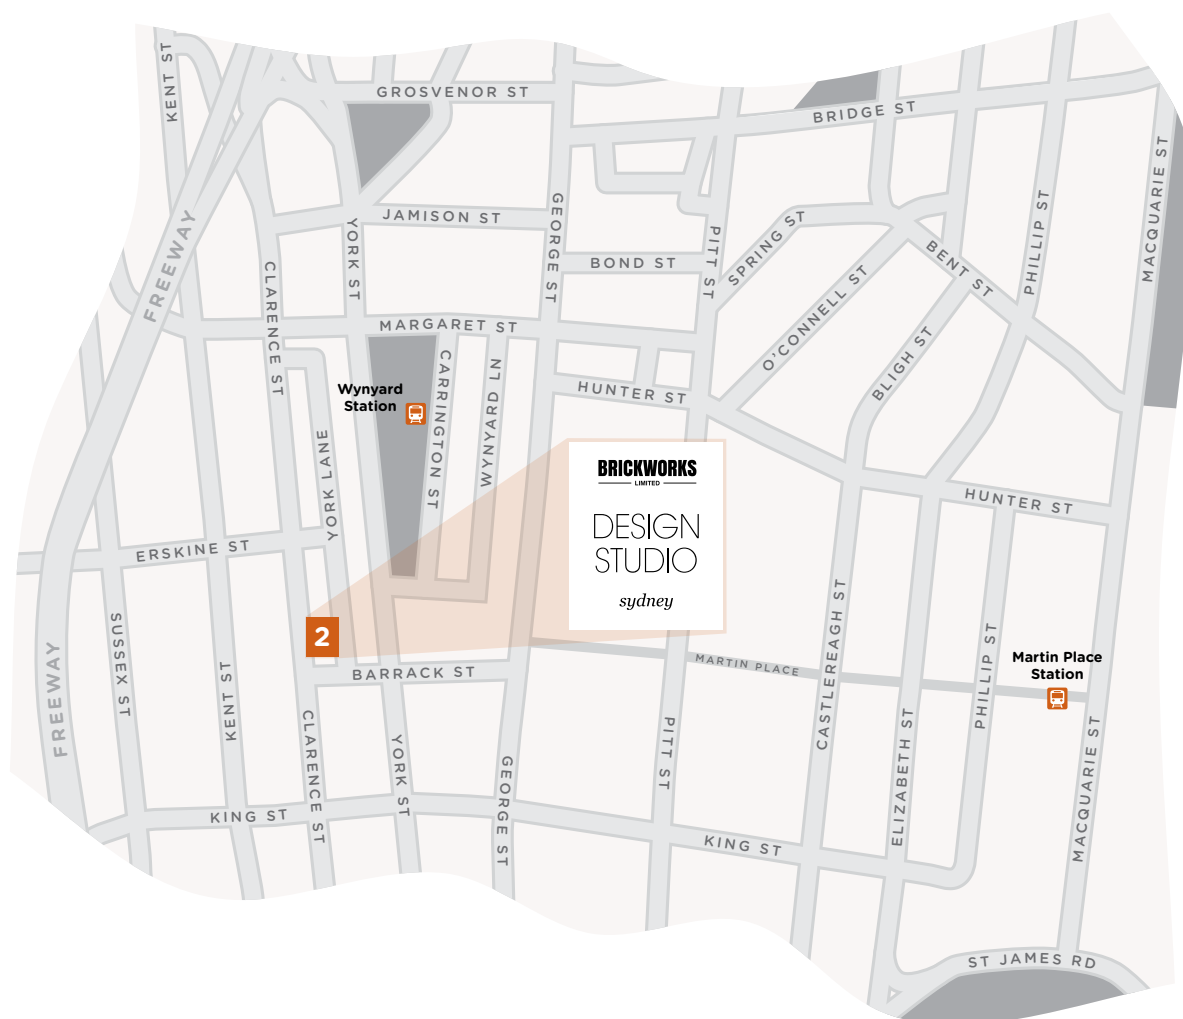 KENT ST
GROSVENOR ST
BRIDGE ST
MACQUARIE ST
FREEWAY
JAMISON ST
YORK ST
GEORGE ST
PITT ST
SPRING ST
PHILLIP ST
BENT ST
BOND ST
CLARENCE ST
O'CONNELL ST
MARGARET ST
BLIGH ST
CARRINGTON ST
WYNYARD LN
HUNTER ST
Wynyard
Station
YORK LANE
BRICKWORKS
LIMITED
DESIGN
STUDIO
sydney
HUNTER ST
ERSKINE ST
2
SUSSEX ST
FREEWAY
KENT ST
BARRACK ST
MARTIN PLACE
CASTLEREAGH ST
PHILLIP ST
Martin Place
Station
CLARENCE ST
YORK ST
GEORGE ST
PITT ST
ELIZABETH ST
MACQUARIE ST
KING ST
KING ST
ST JAMES RD